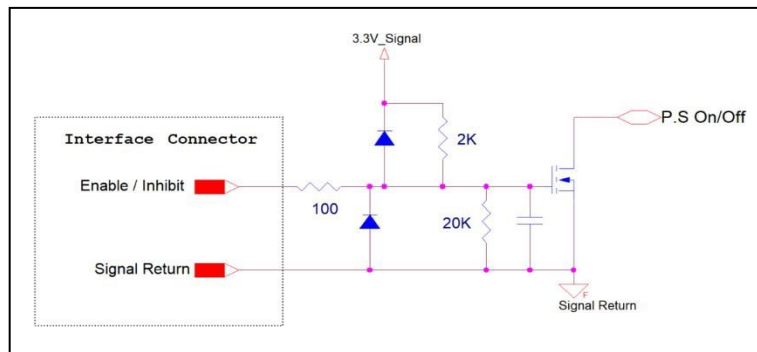 3.3V_Signal
P.S On/Off
Interface Connector
2K
Enable / Inhibit
100
20K
Signal Return
F
Signal Return